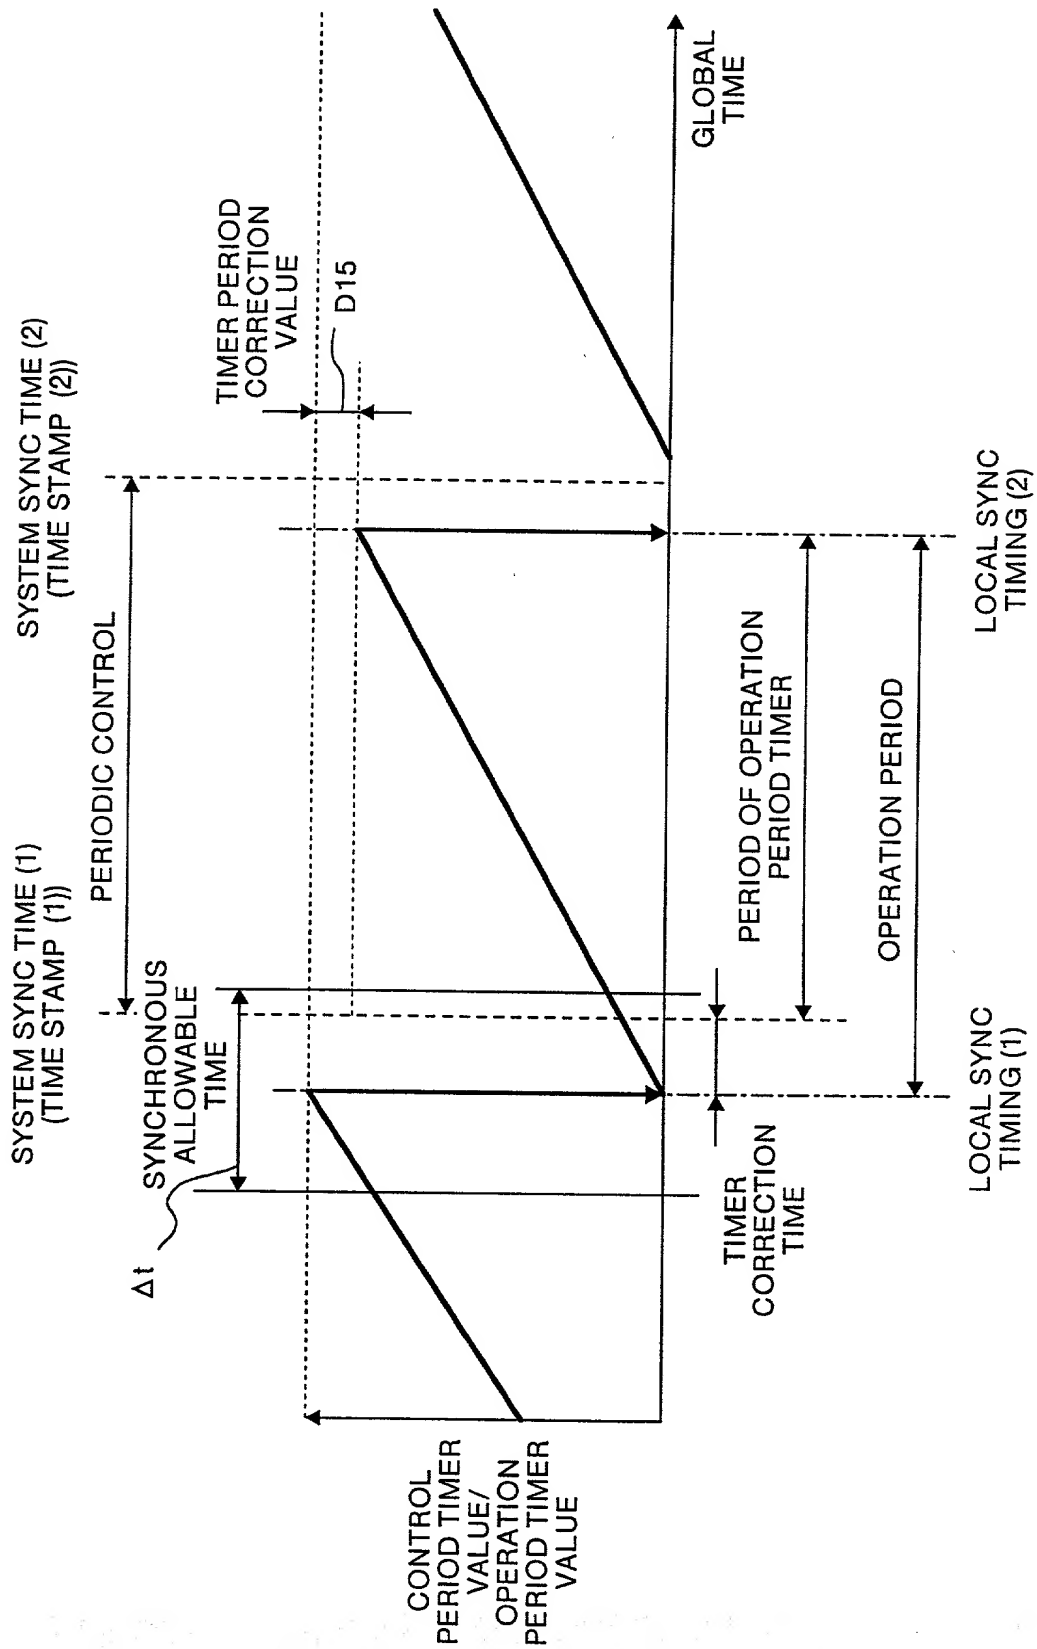 SYSTEM SYNC TIME (1)
(TIME STAMP (1))
SYSTEM SYNC TIME (2)
(TIME STAMP (2))
PERIODIC CONTROL
Δt
SYNCHRONOUS
ALLOWABLE
TIME
TIMER PERIOD
CORRECTION
VALUE
D15
CONTROL
PERIOD TIMER
VALUE/
OPERATION
PERIOD TIMER
VALUE
GLOBAL
TIME
TIMER
CORRECTION
TIME
PERIOD OF OPERATION
PERIOD TIMER
OPERATION PERIOD
LOCAL SYNC
TIMING (1)
LOCAL SYNC
TIMING (2)